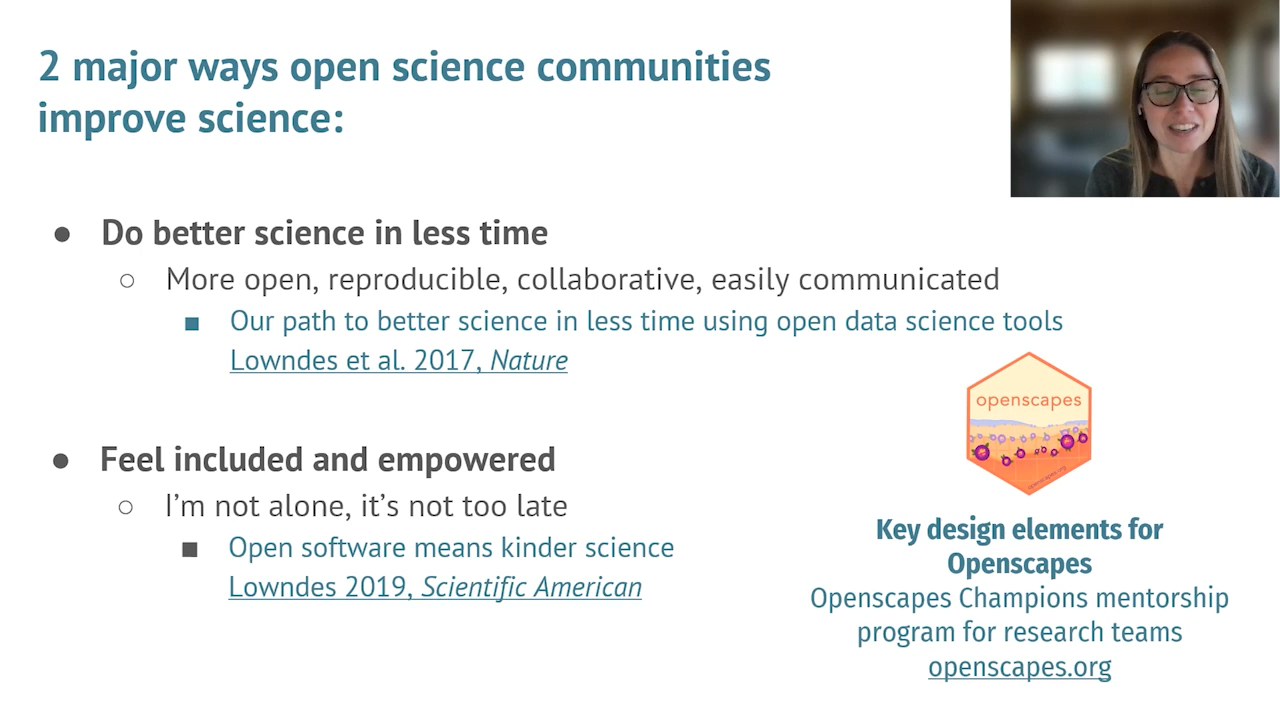 2 major ways open science communities
improve science:
● Do better science in less time
○ More open, reproducible, collaborative, easily communicated
■ Our path to better science in less time using open data science tools
Lowndes et al. 2017, Nature
● Feel included and empowered
○ I’m not alone, it’s not too late
■ Open software means kinder science
Lowndes 2019, Scientific American
openscapes
openscapes.org
Key design elements for
Openscapes
Openscapes Champions mentorship
program for research teams
openscapes.org